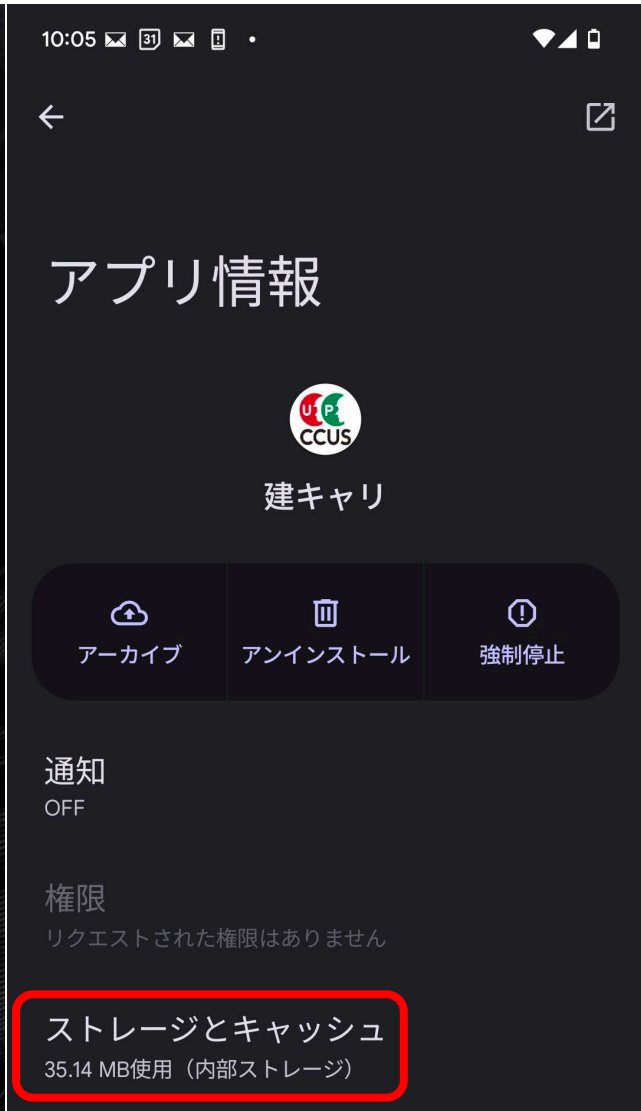 10:05
31
アプリ情報
U P
CCUS
建キャリ
アーカイブ
アンインストール
強制停止
通知
OFF
権限
リクエストされた権限はありません
ストレージとキャッシュ
35.14 MB使用（内部ストレージ）